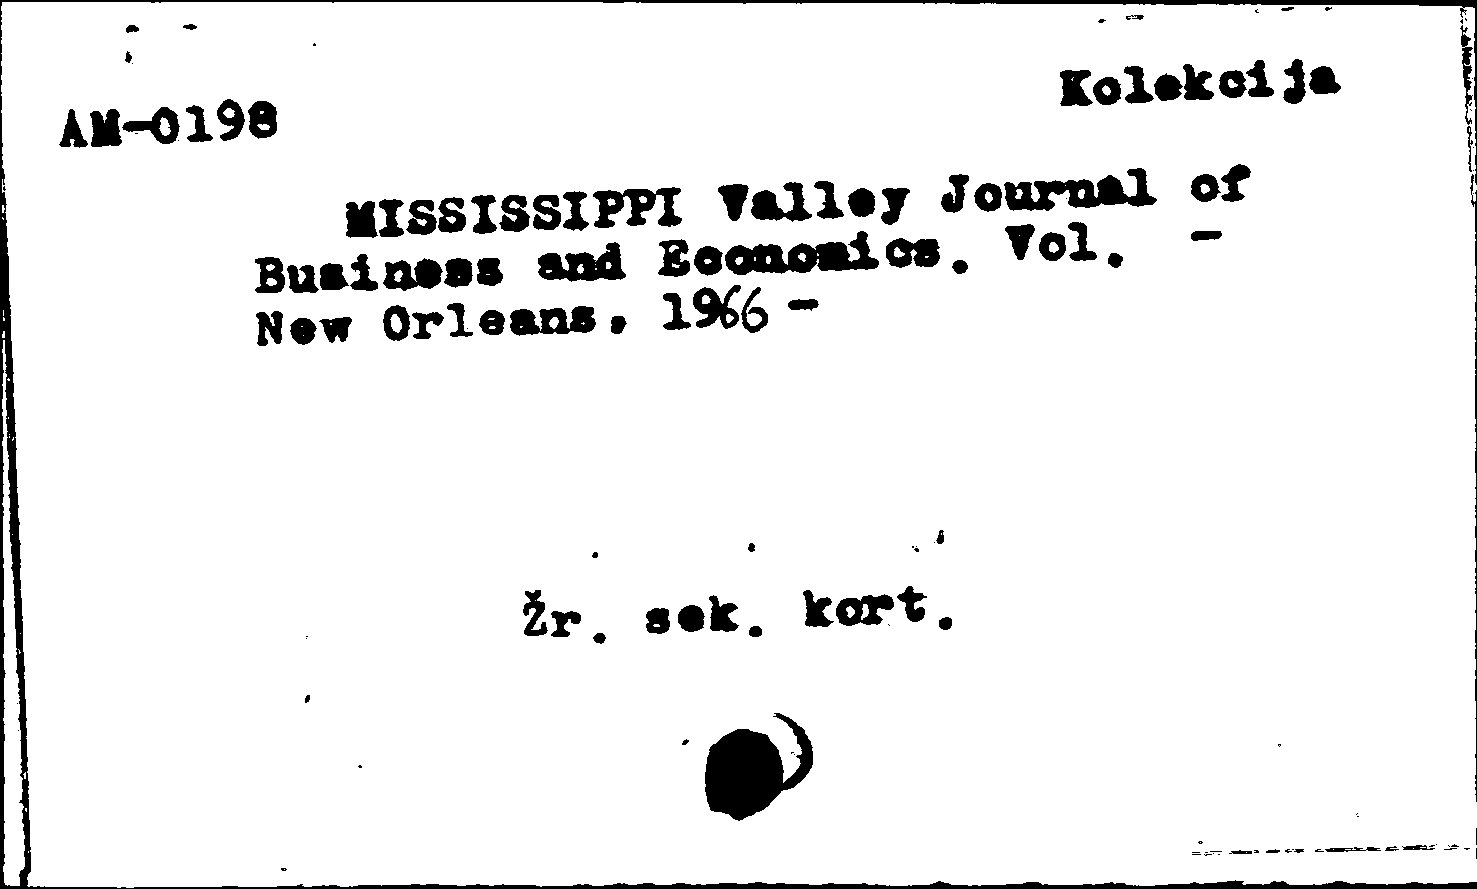 Kolekcija
AM-0198
MISSISSIPPI Valley Journal of
Business and Economics. Vol. -
New Orleans, 1966 -
Žr. sek. kort.